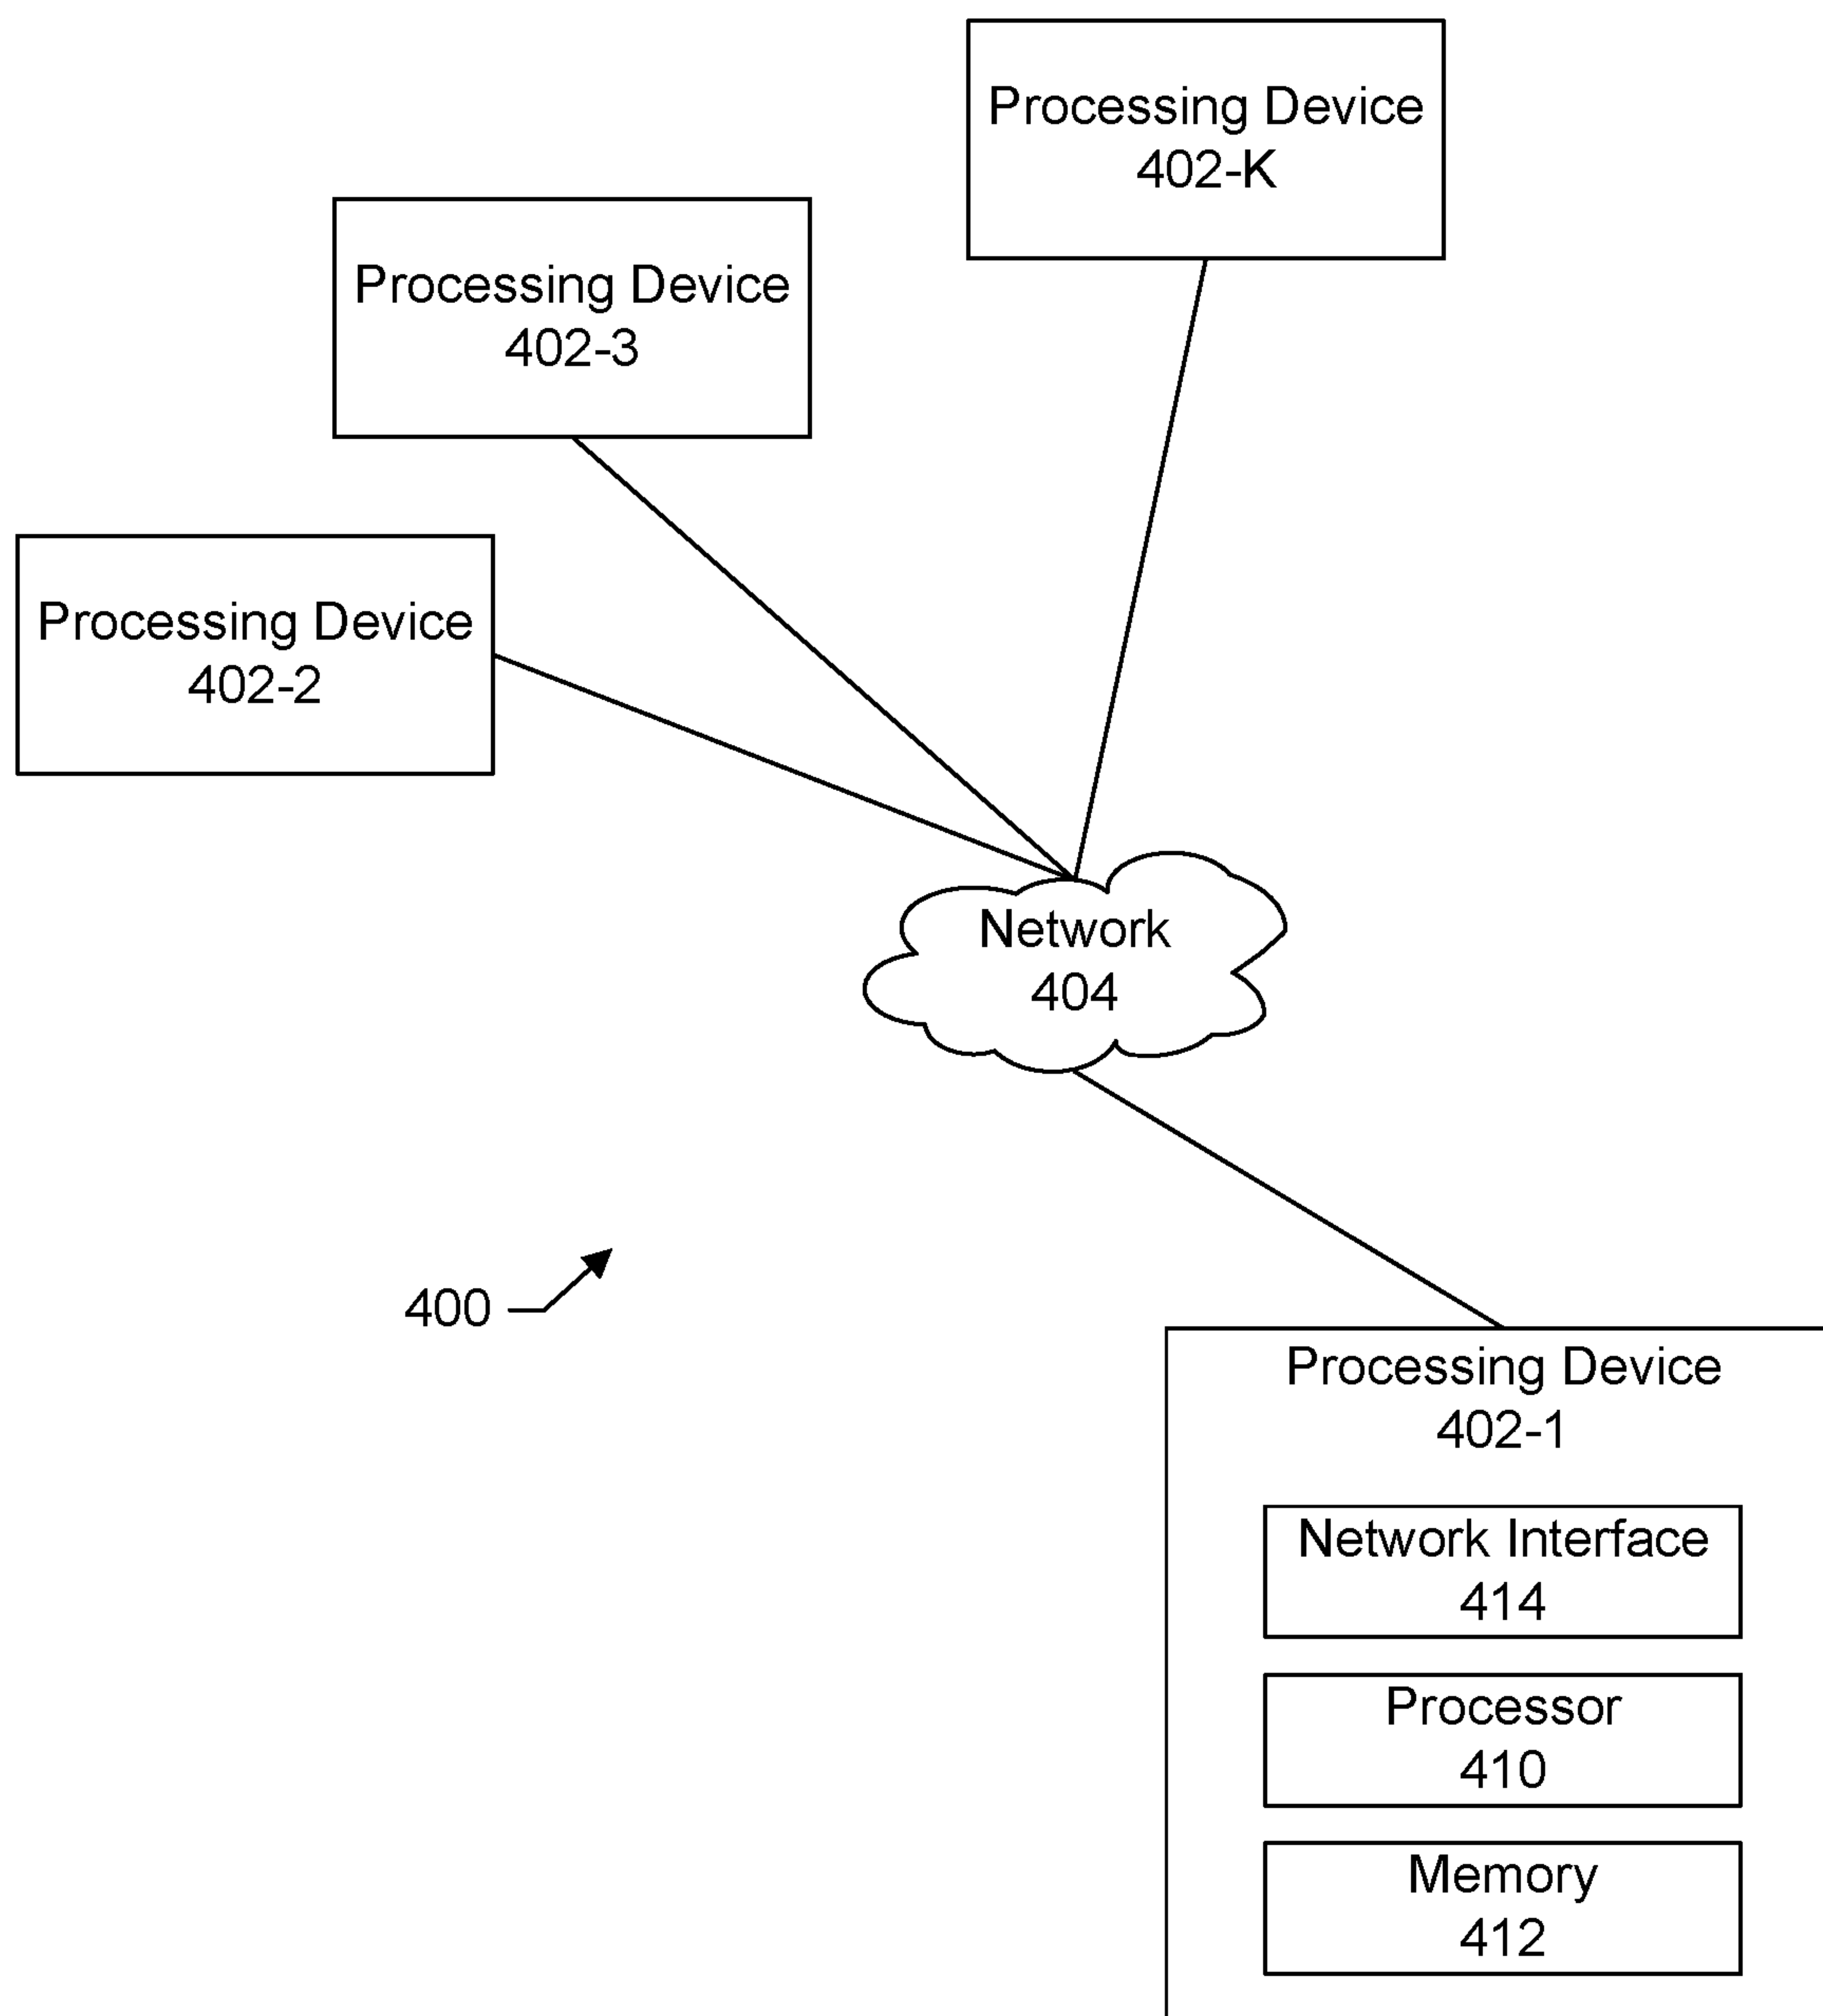 Processing Device
402-K
Processing Device
402-3
Processing Device
402-2
Network
404
400
Processing Device
402-1
Network Interface
414
Processor
410
Memory
412